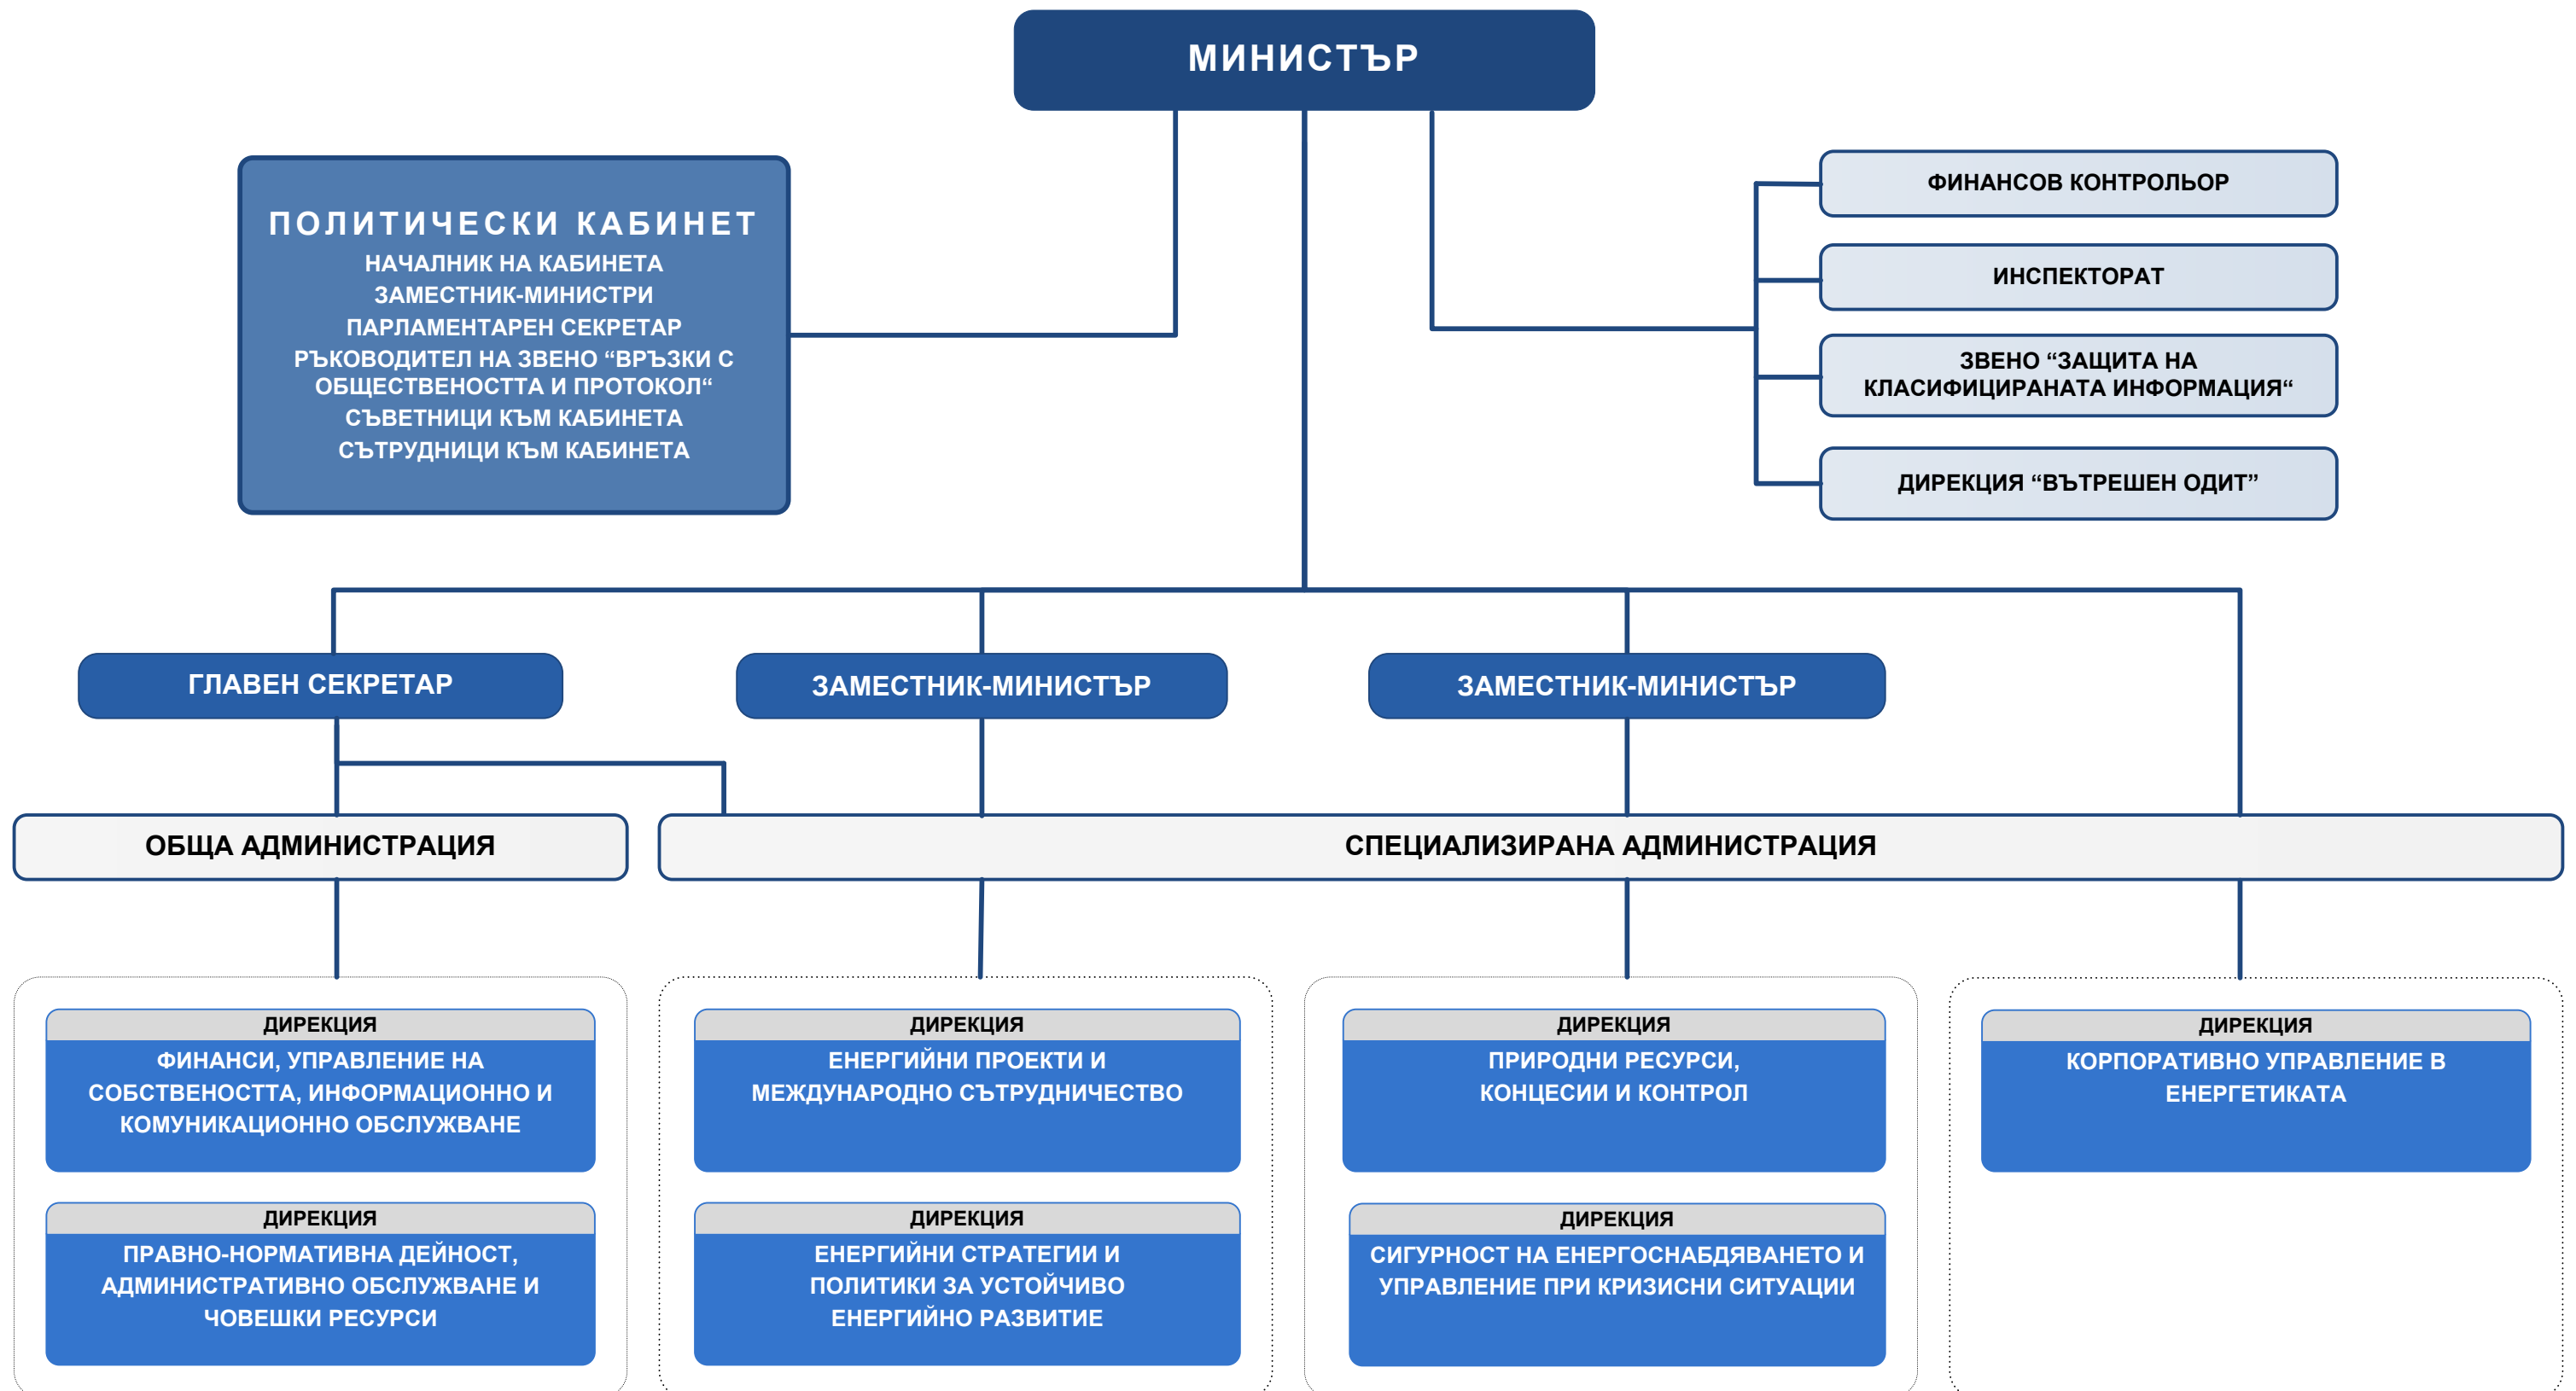 МИНИСТЪР
ПОЛИТИЧЕСКИ КАБИНЕТ
НАЧАЛНИК НА КАБИНЕТА
ЗАМЕСТНИК-МИНИСТРИ
ПАРЛАМЕНТАРЕН СЕКРЕТАР
РЪКОВОДИТЕЛ НА ЗВЕНО “ВРЪЗКИ С
ОБЩЕСТВЕНОСТТА И ПРОТОКОЛ“
СЪВЕТНИЦИ КЪМ КАБИНЕТА
СЪТРУДНИЦИ КЪМ КАБИНЕТА
ФИНАНСОВ КОНТРОЛЬОР
ИНСПЕКТОРАТ
ЗВЕНО “ЗАЩИТА НА
КЛАСИФИЦИРАНАТА ИНФОРМАЦИЯ“
ДИРЕКЦИЯ “ВЪТРЕШЕН ОДИТ”
ГЛАВЕН СЕКРЕТАР
ЗАМЕСТНИК-МИНИСТЪР
ЗАМЕСТНИК-МИНИСТЪР
ОБЩА АДМИНИСТРАЦИЯ
СПЕЦИАЛИЗИРАНА АДМИНИСТРАЦИЯ
ДИРЕКЦИЯ
ФИНАНСИ, УПРАВЛЕНИЕ НА
СОБСТВЕНОСТТА, ИНФОРМАЦИОННО И
КОМУНИКАЦИОННО ОБСЛУЖВАНЕ
ДИРЕКЦИЯ
ПРАВНО-НОРМАТИВНА ДЕЙНОСТ,
АДМИНИСТРАТИВНО ОБСЛУЖВАНЕ И
ЧОВЕШКИ РЕСУРСИ
ДИРЕКЦИЯ
ЕНЕРГИЙНИ ПРОЕКТИ И
МЕЖДУНАРОДНО СЪТРУДНИЧЕСТВО
ДИРЕКЦИЯ
ЕНЕРГИЙНИ СТРАТЕГИИ И
ПОЛИТИКИ ЗА УСТОЙЧИВО
ЕНЕРГИЙНО РАЗВИТИЕ
ДИРЕКЦИЯ
ПРИРОДНИ РЕСУРСИ,
КОНЦЕСИИ И КОНТРОЛ
ДИРЕКЦИЯ
СИГУРНОСТ НА ЕНЕРГОСНАБДЯВАНЕТО И
УПРАВЛЕНИЕ ПРИ КРИЗИСНИ СИТУАЦИИ
ДИРЕКЦИЯ
КОРПОРАТИВНО УПРАВЛЕНИЕ В
ЕНЕРГЕТИКАТА